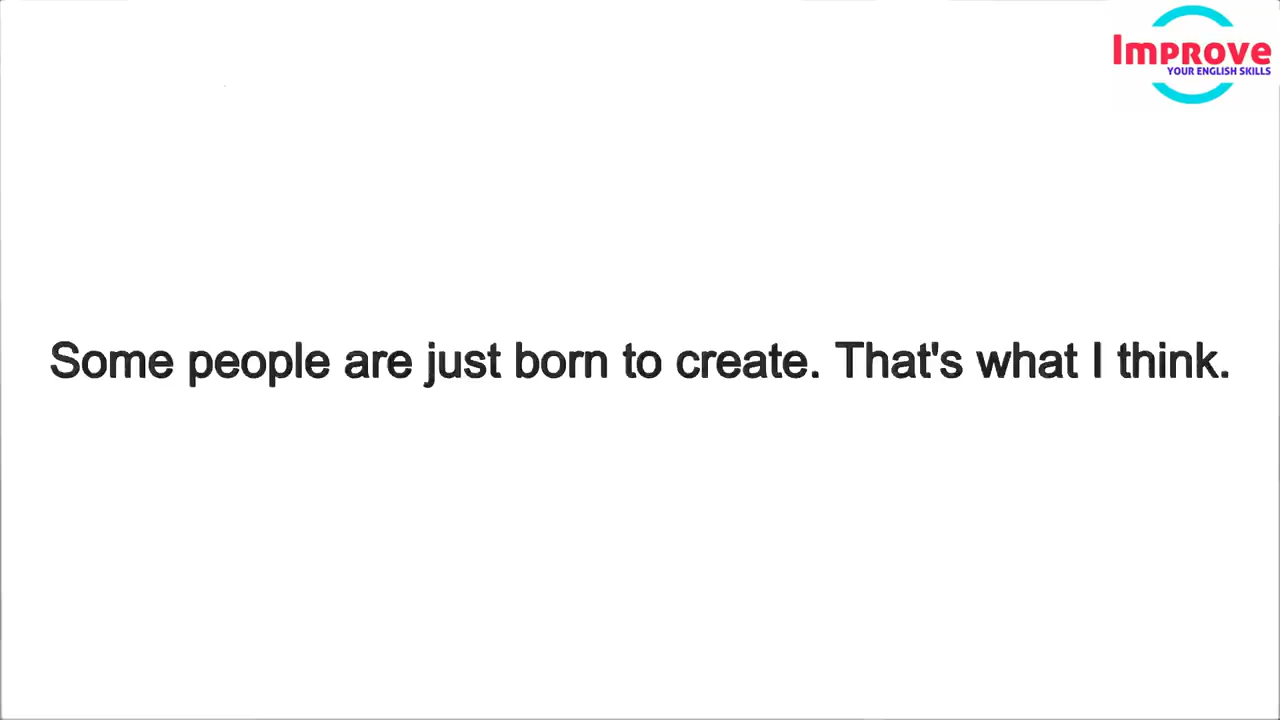 Improve
YOUR ENGLISH SKILLS
Some people are just born to create. That's what I think.